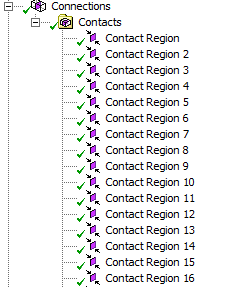 Connections
Contacts
Contact Region
Contact Region 2
Contact Region 3
Contact Region 4
Contact Region 5
Contact Region 6
Contact Region 7
Contact Region 8
Contact Region 9
Contact Region 10
Contact Region 11
Contact Region 12
Contact Region 13
Contact Region 14
Contact Region 15
Contact Region 16